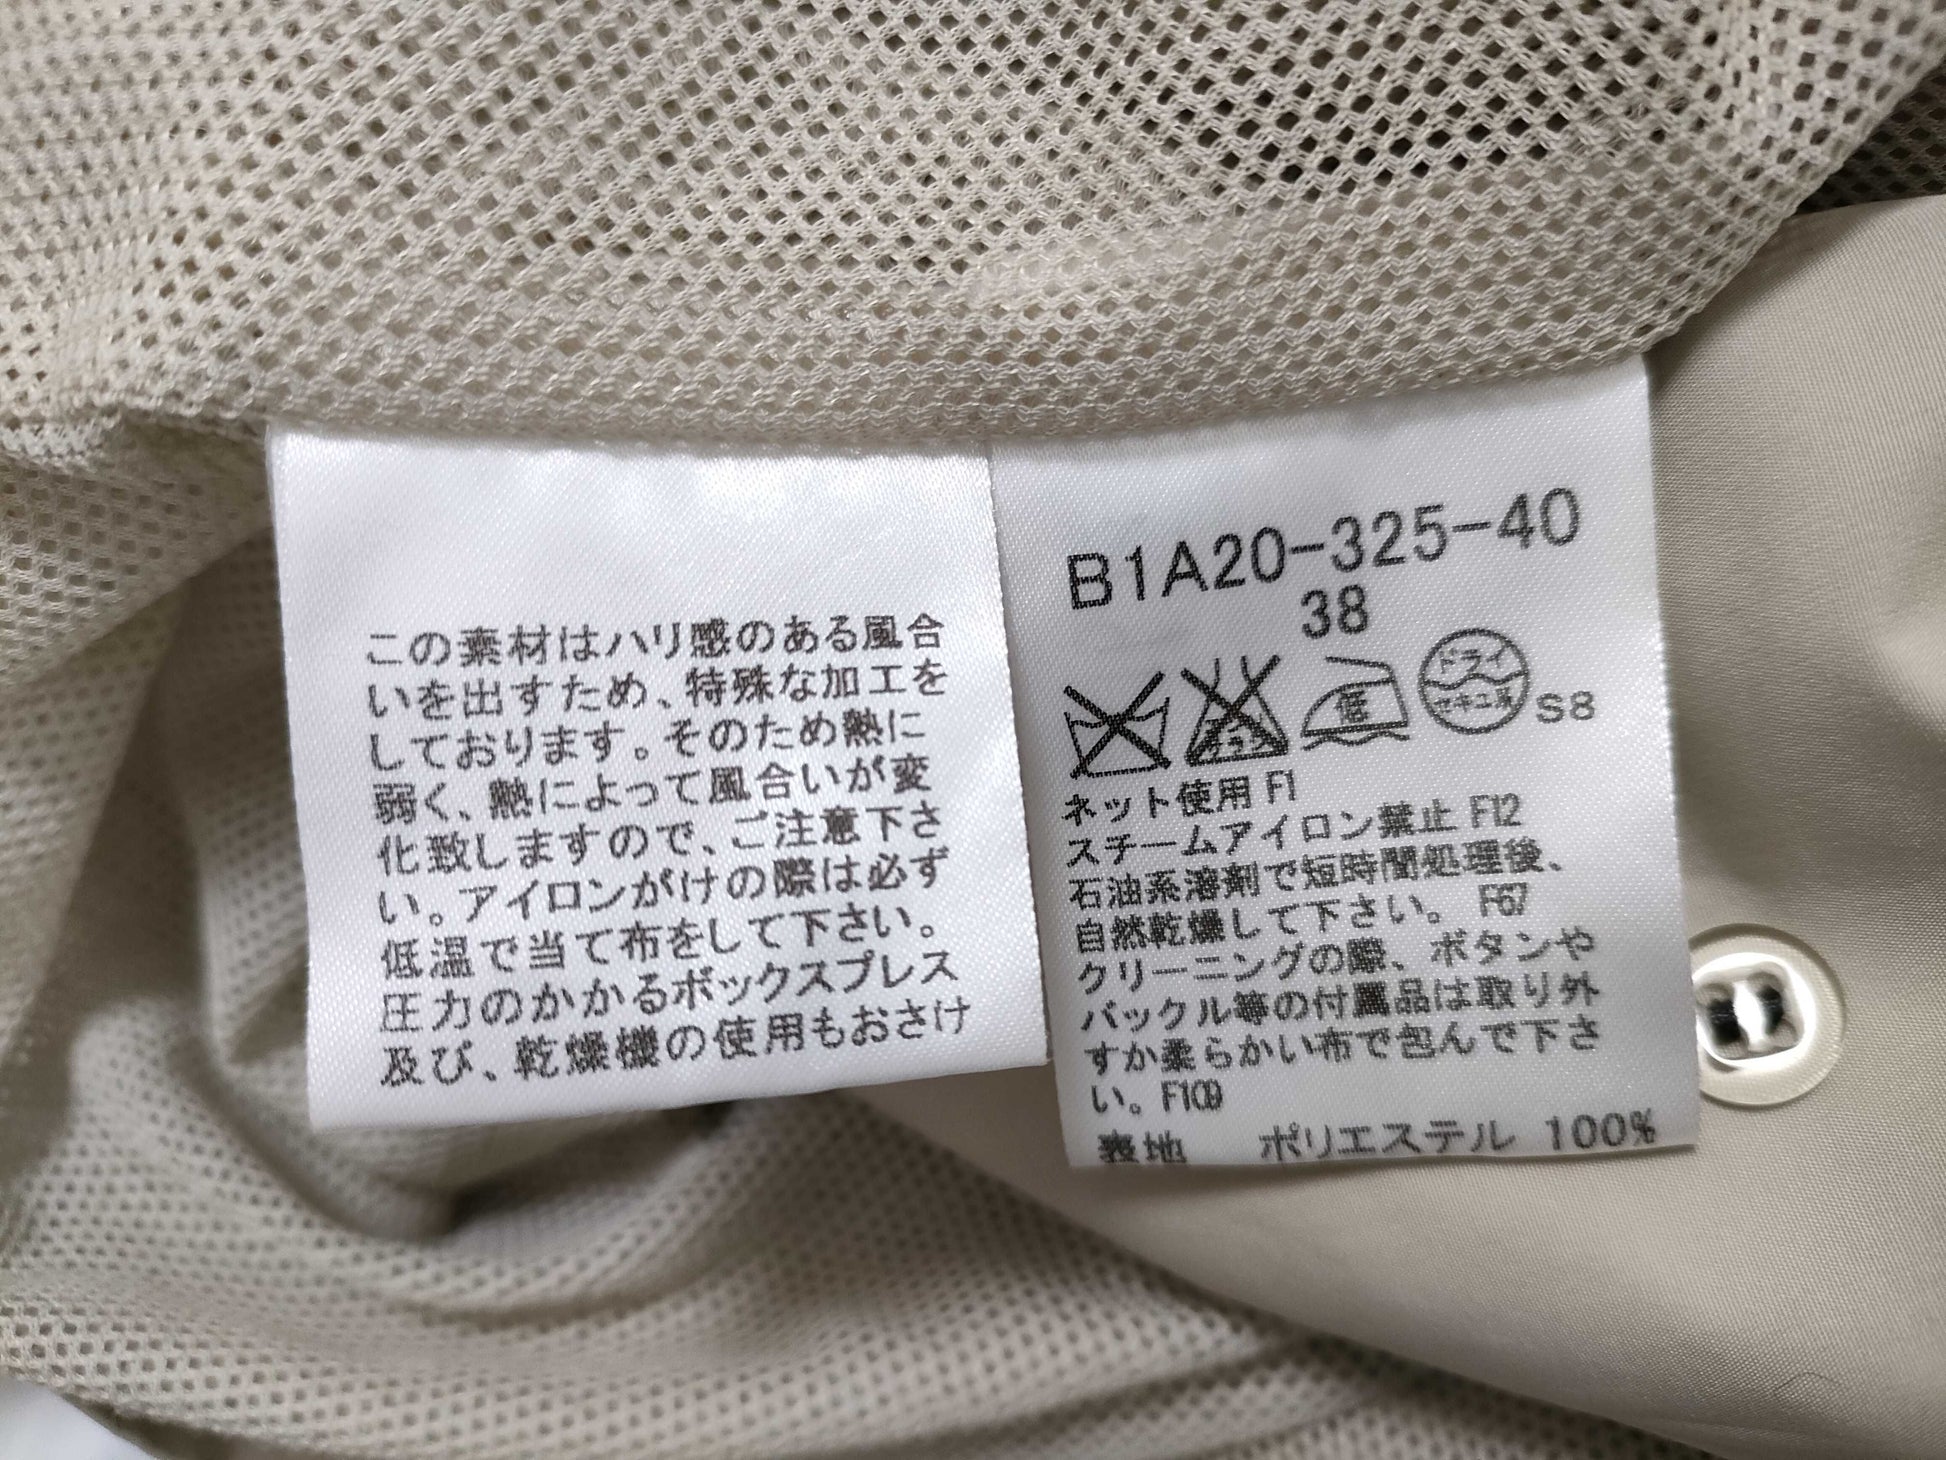 この素材はハリ感のある風合
いを出すため、特殊な加工を
しております。そのため熱に
弱く、熱によって風合いが変
化致しますので、ご注意下さ
い。アイロンがけの際は必ず
低温で当て布をして下さい。
圧力のかかるボックスプレス
及び、乾燥機の使用もおさけ
B1A20-325-40
38
低
ドライ
セキユ系
S8
ネット使用 F1
スチームアイロン禁止 F12
石油系溶剤で短時間処理後、
自然乾燥して下さい。 F67
クリーニングの際、ボタンや
バックル等の付属品は取り外
すか柔らかい布で包んで下さ
い。F109
表地 ポリエステル 100%